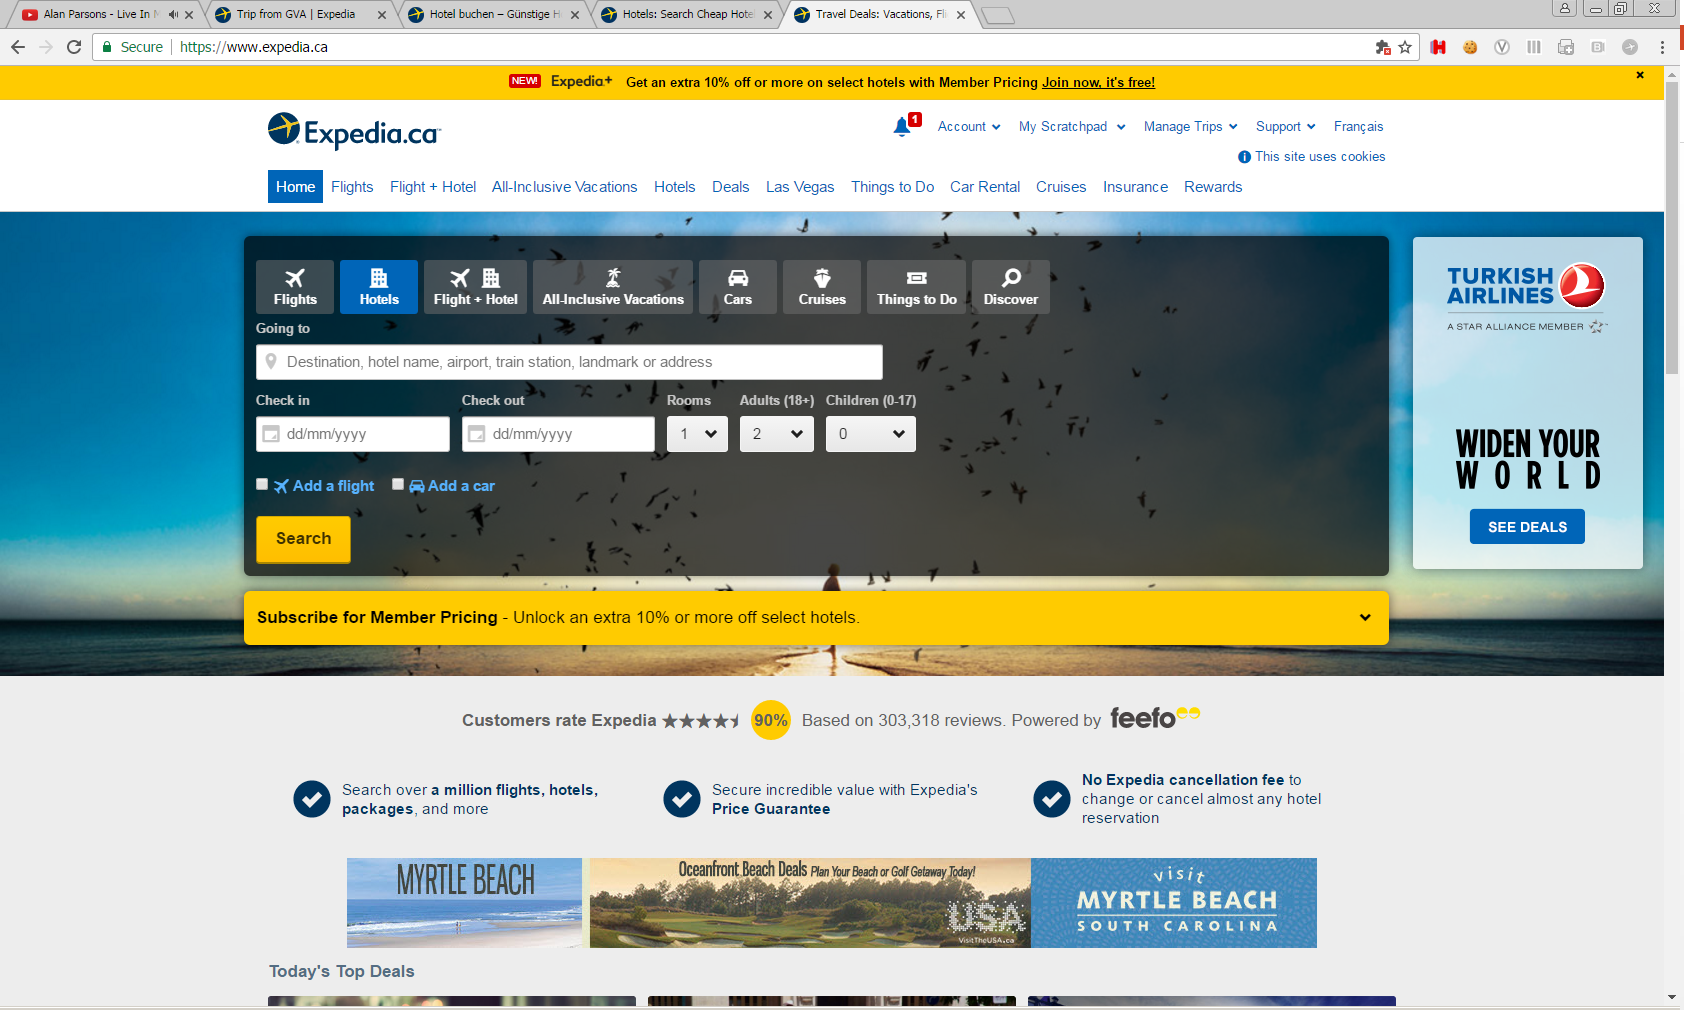 Alan Parsons - Live In
Trip from GVA | Expedia
Hotel buchen – Günstige H
Hotels: Search Cheap Hote
Travel Deals: Vacations, Fli
Secure
https://www.expedia.ca
NEW! Expedia+ Get an extra 10% off or more on select hotels with Member Pricing Join now, it's free!
Expedia.ca
1
Account
My Scratchpad
Manage Trips
Support
Français
This site uses cookies
Home
Flights
Flight + Hotel
All-Inclusive Vacations
Hotels
Deals
Las Vegas
Things to Do
Car Rental
Cruises
Insurance
Rewards
Flights
Hotels
Flight + Hotel
All-Inclusive Vacations
Cars
Cruises
Things to Do
Discover
Going to
Destination, hotel name, airport, train station, landmark or address
Check in
Check out
Rooms
Adults (18+)
Children (0-17)
dd/mm/yyyy
dd/mm/yyyy
1
2
0
Add a flight
Add a car
Search
TURKISH
AIRLINES
A STAR ALLIANCE MEMBER
WIDEN YOUR
WORLD
SEE DEALS
Subscribe for Member Pricing - Unlock an extra 10% or more off select hotels.
Customers rate Expedia
90%
Based on 303,318 reviews. Powered by feefo
Search over a million flights, hotels,
packages, and more
Secure incredible value with Expedia's
Price Guarantee
No Expedia cancellation fee to
change or cancel almost any hotel
reservation
MYRTLE BEACH
Oceanfront Beach Deals Plan Your Beach or Golf Getaway Today!
USA
VisitTheUSA.ca
visit
MYRTLE BEACH
SOUTH CAROLINA
Today's Top Deals